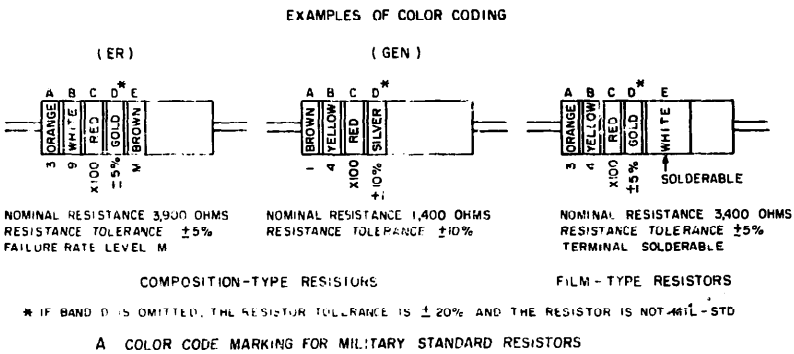 EXAMPLES OF COLOR CODING
(ER)
(GEN)
A B C D* E
ORANGE WHITE RED GOLD BROWN
3 9 X100 ±5% M
NOMINAL RESISTANCE 3,900 OHMS
RESISTANCE TOLERANCE ±5%
FAILURE RATE LEVEL M
A B C D*
BROWN YELLOW RED SILVER
1 4 X100 ±10%
NOMINAL RESISTANCE 1,400 OHMS
RESISTANCE TOLERANCE ±10%
COMPOSITION-TYPE RESISTORS
A B C D* E
ORANGE YELLOW RED GOLD WHITE
3 4 X100 ±5% SOLDERABLE
NOMINAL RESISTANCE 3,400 OHMS
RESISTANCE TOLERANCE ±5%
TERMINAL SOLDERABLE
FILM-TYPE RESISTORS
* IF BAND D IS OMITTED, THE RESISTOR TOLERANCE IS ±20% AND THE RESISTOR IS NOT MIL-STD
A COLOR CODE MARKING FOR MILITARY STANDARD RESISTORS